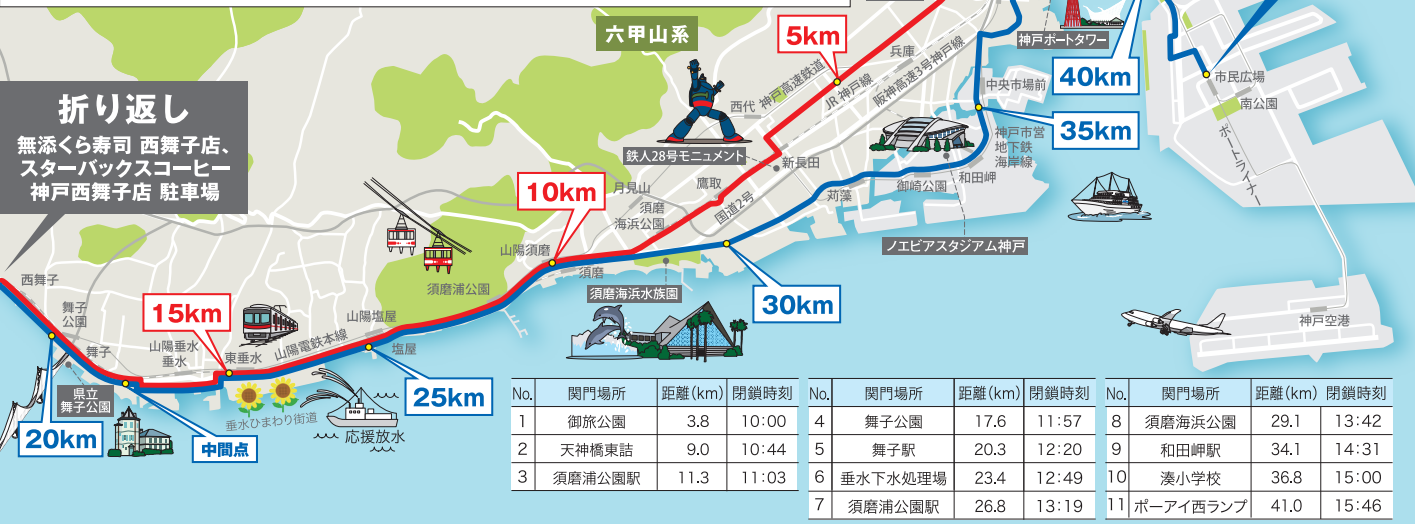 六甲山系
5km
神戸ポートタワー
40km
市民広場
南公園
ポートライナー
兵庫
中央市場前
35km
神戸市営
地下鉄
海岸線
神戸高速鉄道
JR 神戸線
阪神高速3号神戸線
西代
鉄人28号モニュメント
新長田
和田岬
御崎公園
苅藻
ノエビアスタジアム神戸
折り返し
無添くら寿司 西舞子店、
スターバックスコーヒー
神戸西舞子店 駐車場
10km
月見山
鷹取
国道2号
須磨
海浜公園
山陽須磨
須磨
須磨浦公園
須磨海浜水族園
30km
神戸空港
西舞子
舞子
公園
舞子
15km
山陽垂水
垂水
東垂水
山陽電鉄本線
山陽塩屋
塩屋
25km
県立
舞子公園
垂水ひまわり街道
応援放水
20km
中間点
No. 関門場所 距離(km) 閉鎖時刻
1 御旅公園 3.8 10:00
2 天神橋東詰 9.0 10:44
3 須磨浦公園駅 11.3 11:03
No. 関門場所 距離(km) 閉鎖時刻
4 舞子公園 17.6 11:57
5 舞子駅 20.3 12:20
6 垂水下水処理場 23.4 12:49
7 須磨浦公園駅 26.8 13:19
No. 関門場所 距離(km) 閉鎖時刻
8 須磨海浜公園 29.1 13:42
9 和田岬駅 34.1 14:31
10 湊小学校 36.8 15:00
11 ポーアイ西ランプ 41.0 15:46